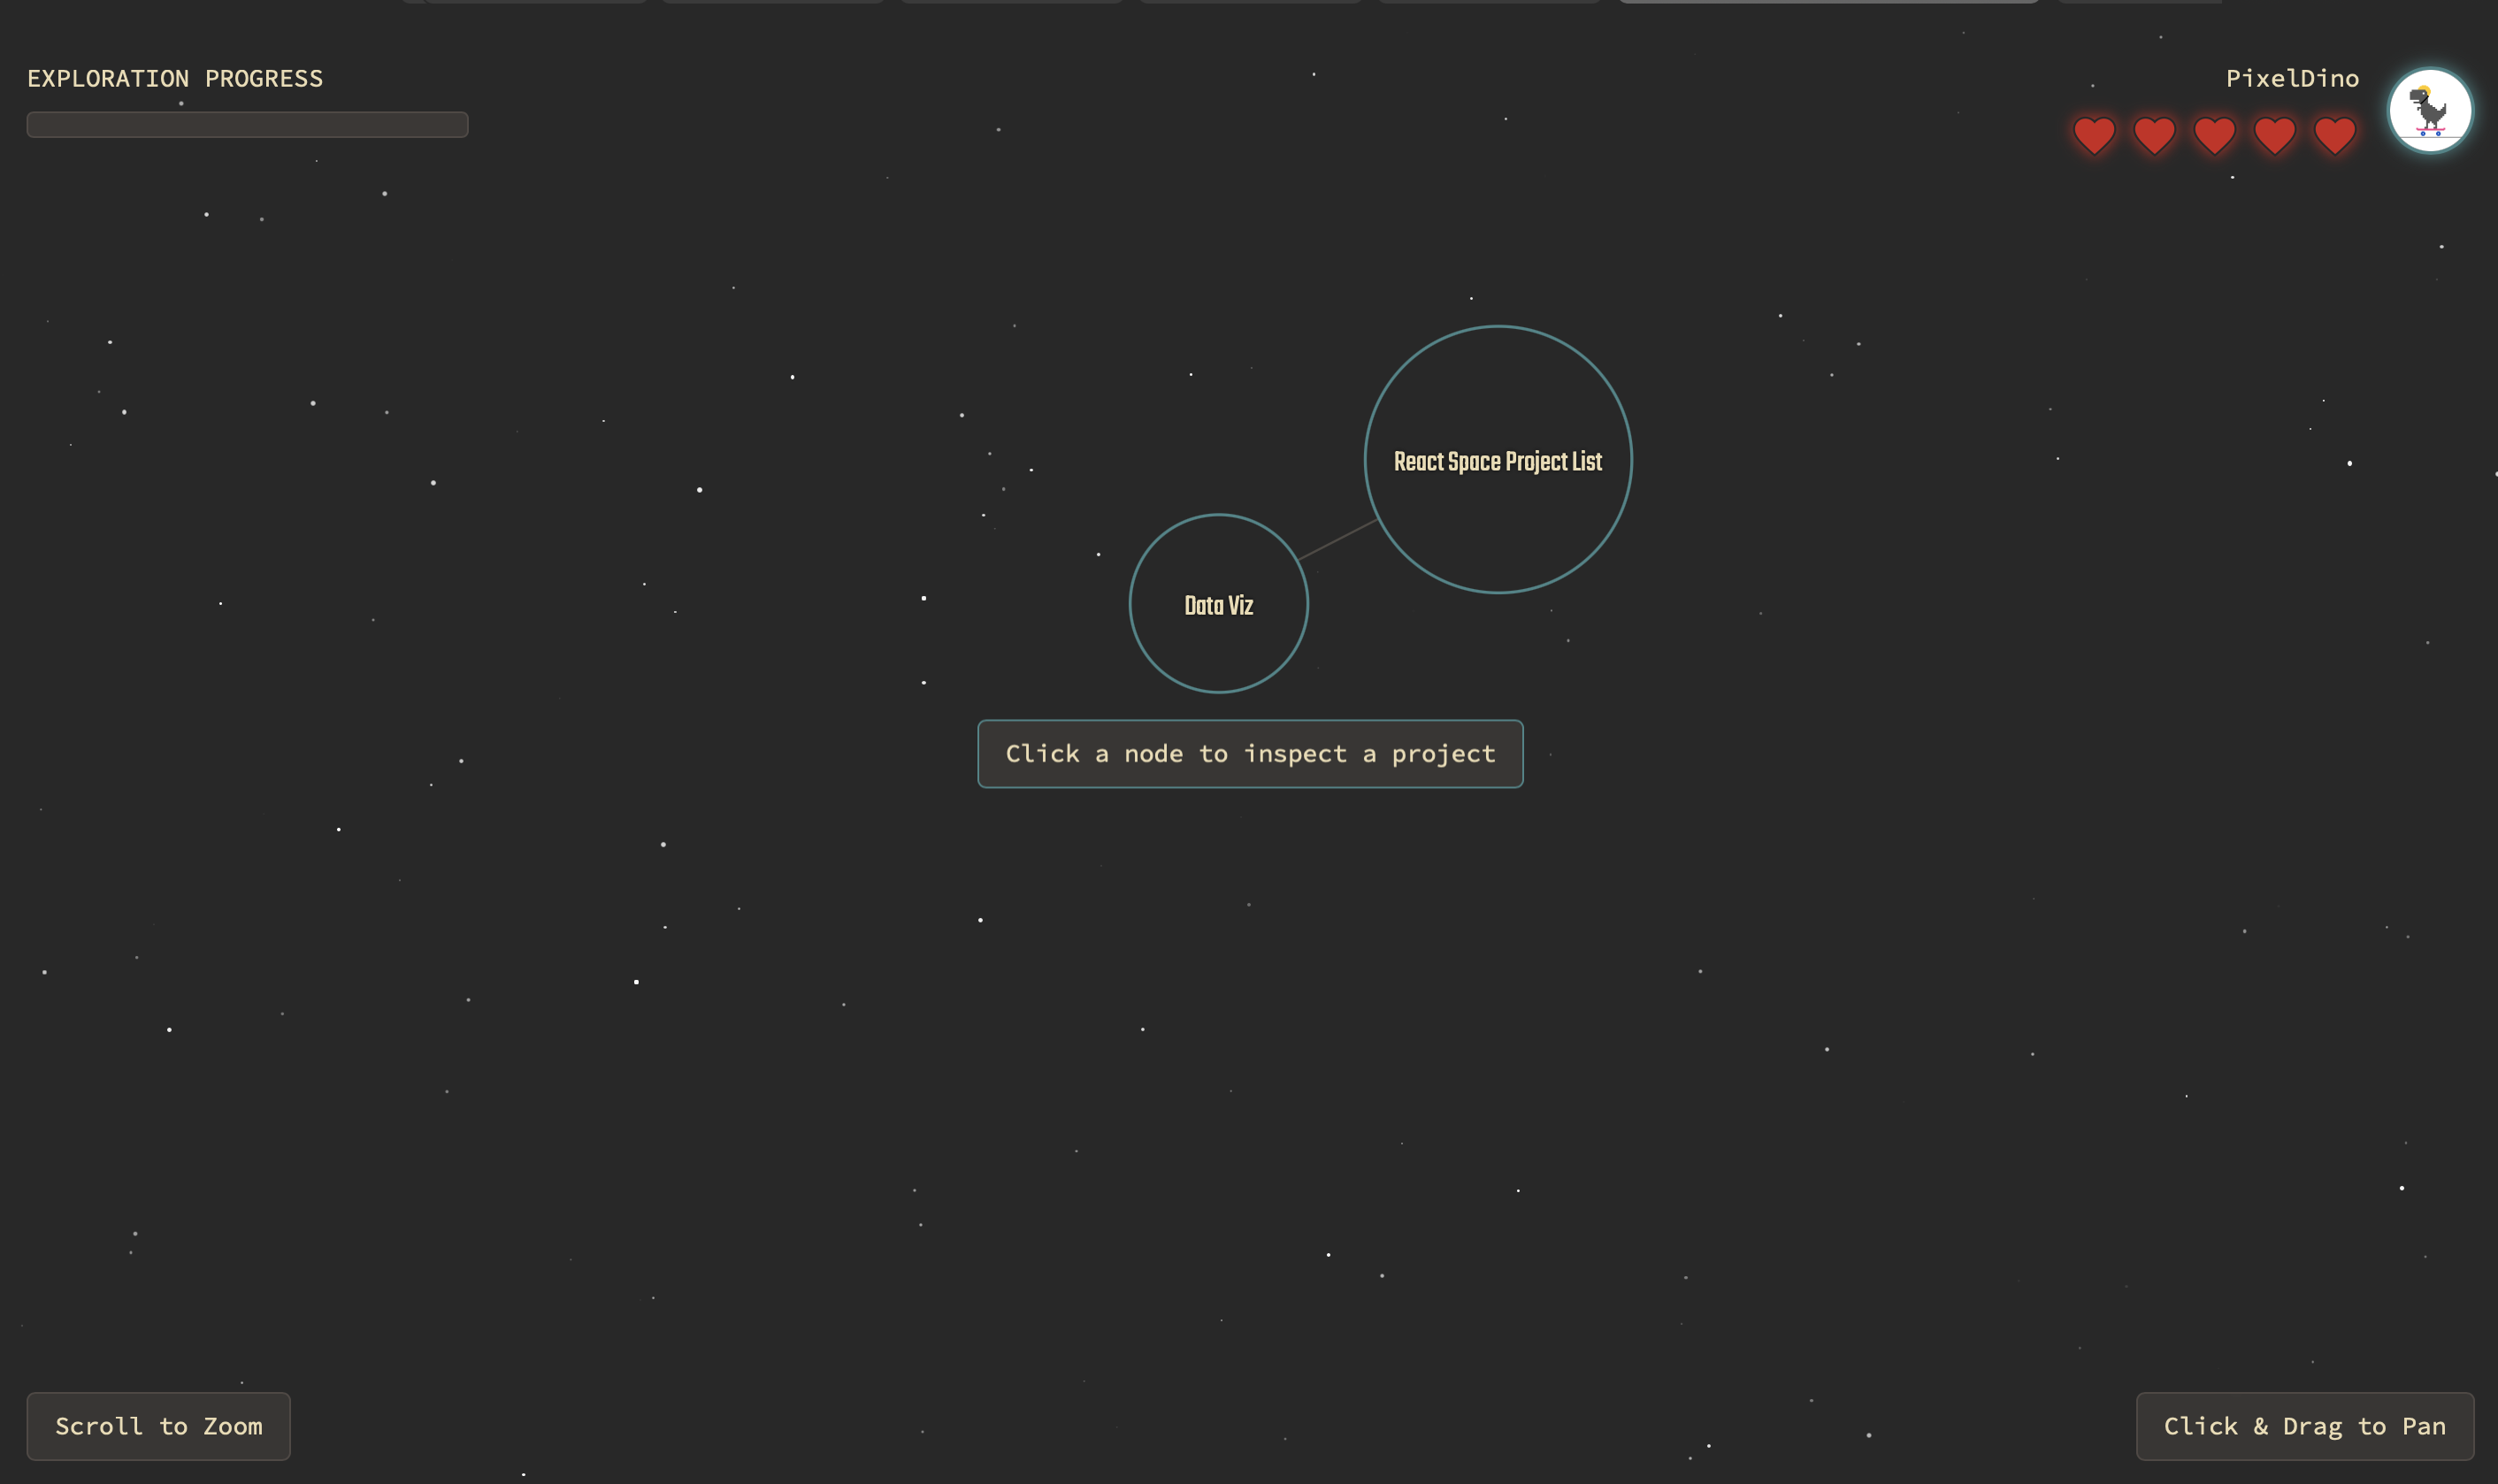 EXPLORATION PROGRESS
PixelDino
React Space Project List
Data Viz
Click a node to inspect a project
Scroll to Zoom
Click & Drag to Pan